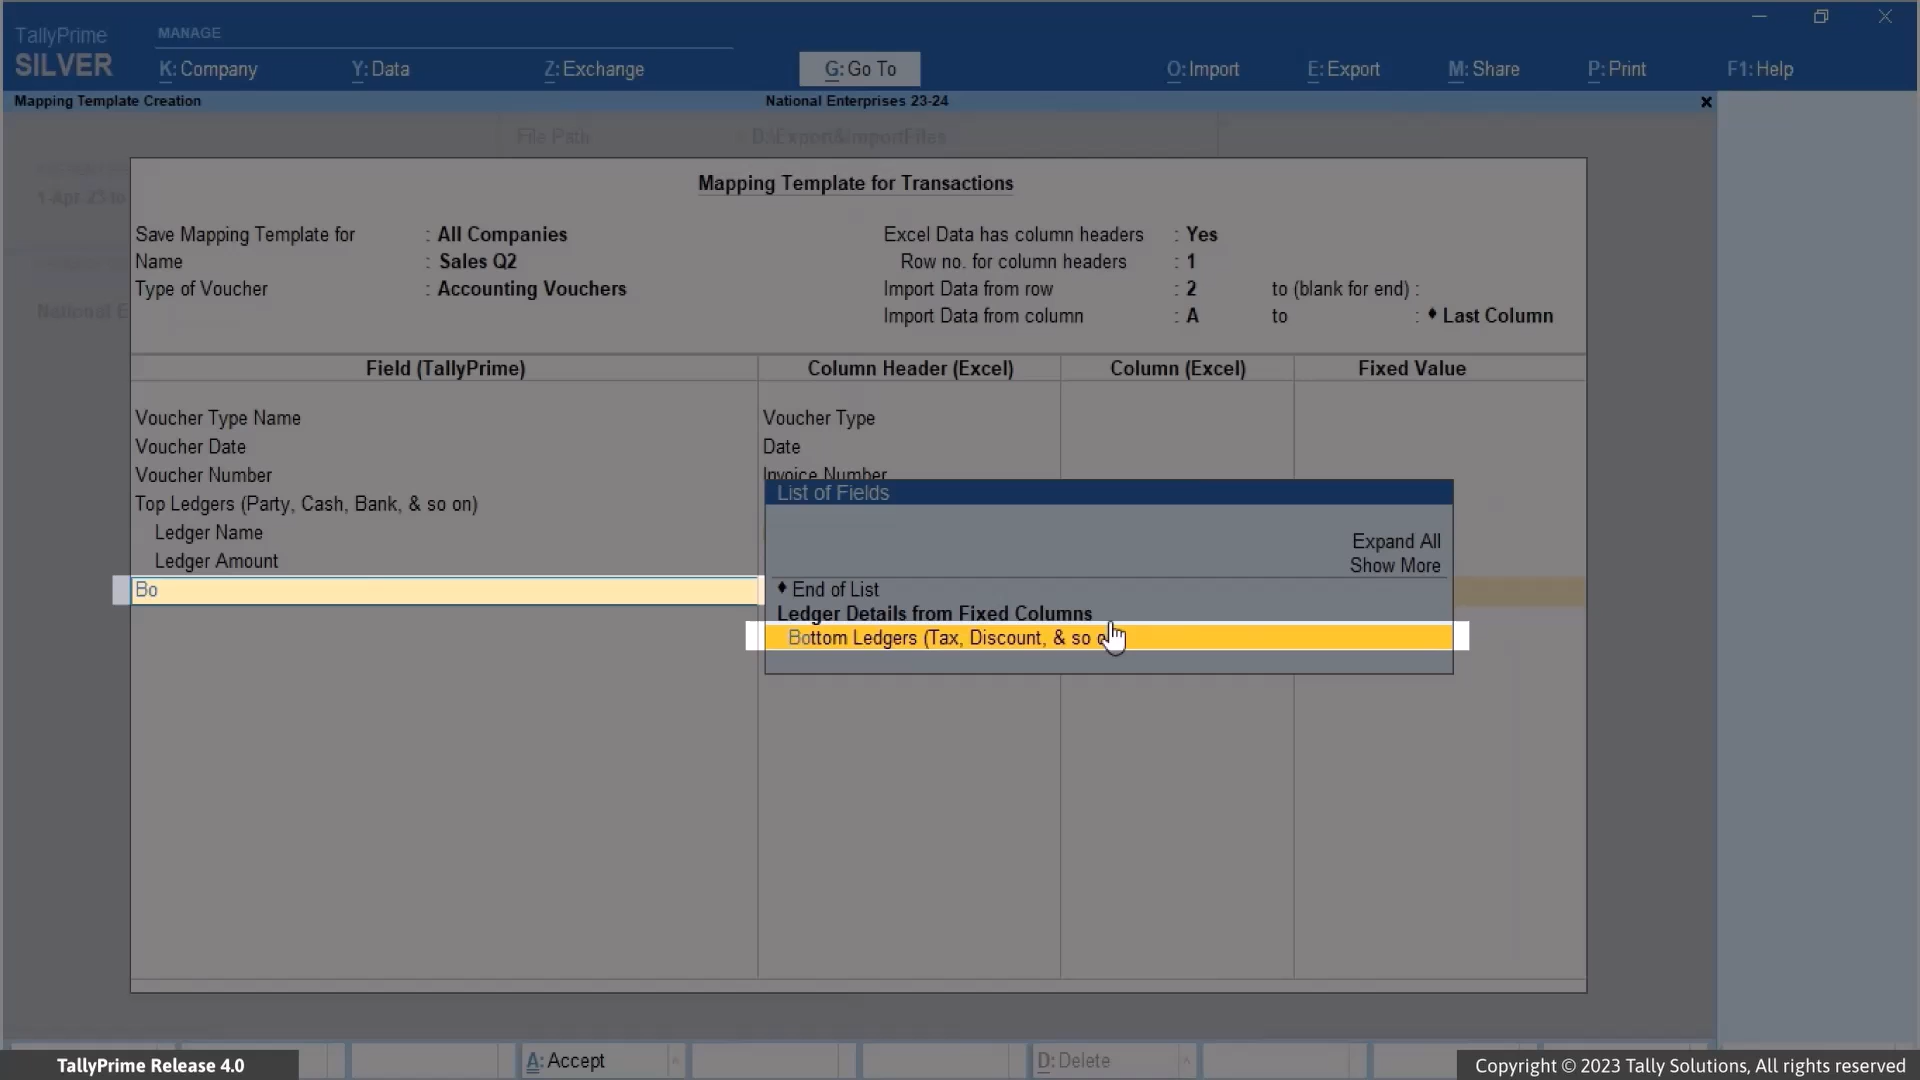 TallyPrime
SILVER
MANAGE
K: Company
Y: Data
Z: Exchange
G: Go To
O: Import
E: Export
M: Share
P: Print
F1: Help
Mapping Template Creation
National Enterprises 23-24
File Path
D:\Export&ImportFiles
1-Apr-23 to
National E
Mapping Template for Transactions
Save Mapping Template for : All Companies
Excel Data has column headers : Yes
Name : Sales Q2
Row no. for column headers : 1
Type of Voucher : Accounting Vouchers
Import Data from row : 2 to (blank for end) :
Import Data from column : A to : ♦ Last Column
Field (TallyPrime)
Column Header (Excel)
Column (Excel)
Fixed Value
Voucher Type Name
Voucher Type
Voucher Date
Date
Voucher Number
Invoice Number
Top Ledgers (Party, Cash, Bank, & so on)
Ledger Name
Ledger Amount
Bo
List of Fields
Expand All
Show More
♦ End of List
Ledger Details from Fixed Columns
Bottom Ledgers (Tax, Discount, & so o
A: Accept
D: Delete
TallyPrime Release 4.0
Copyright © 2023 Tally Solutions, All rights reserved